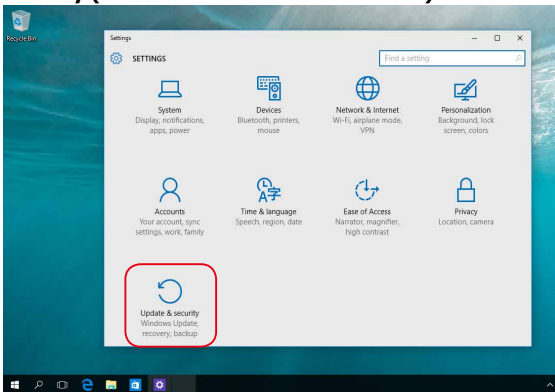 Recycle Bin
Settings
SETTINGS
Find a setting
System
Display, notifications,
apps, power
Devices
Bluetooth, printers,
mouse
Network & Internet
Wi-Fi, airplane mode,
VPN
Personalization
Background, lock
screen, colors
Accounts
Your account, sync
settings, work, family
Time & language
Speech, region, date
Ease of Access
Narrator, magnifier,
high contrast
Privacy
Location, camera
Update & security
Windows Update,
recovery, backup